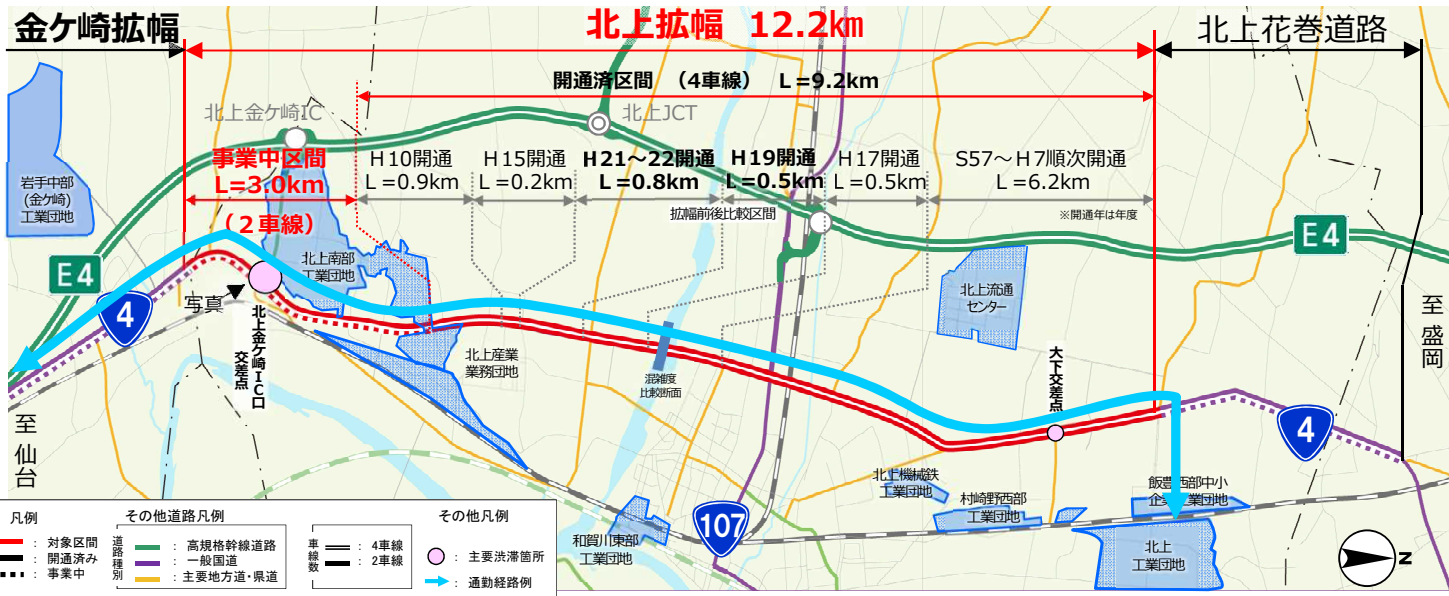 金ケ崎拡幅
北上拡幅 12.2㎞
北上花巻道路
開通済区間 (4車線) L=9.2km
北上金ケ崎IC
北上JCT
事業中区間
L=3.0km
(2車線)
H10開通
L=0.9km
H15開通
L=0.2km
H21～22開通
L=0.8km
H19開通
L=0.5km
H17開通
L=0.5km
S57～H7順次開通
L=6.2km
拡幅前後比較区間
※開通年は年度
岩手中部
(金ケ崎)
工業団地
E4
E4
4
写真
北上南部
工業団地
北上金ケ崎IC口
交差点
北上産業
業務団地
混雑度
比較断面
北上流通
センター
大下交差点
至盛岡
至仙台
4
107
北上機械鉄
工業団地
村崎野西部
工業団地
飯豊西部中小
企業工業団地
和賀川東部
工業団地
北上
工業団地
N
凡例
: 対象区間
: 開通済み
: 事業中
その他道路凡例
道路種別
: 高規格幹線道路
: 一般国道
: 主要地方道・県道
車線数
: 4車線
: 2車線
その他凡例
: 主要渋滞箇所
: 通勤経路例